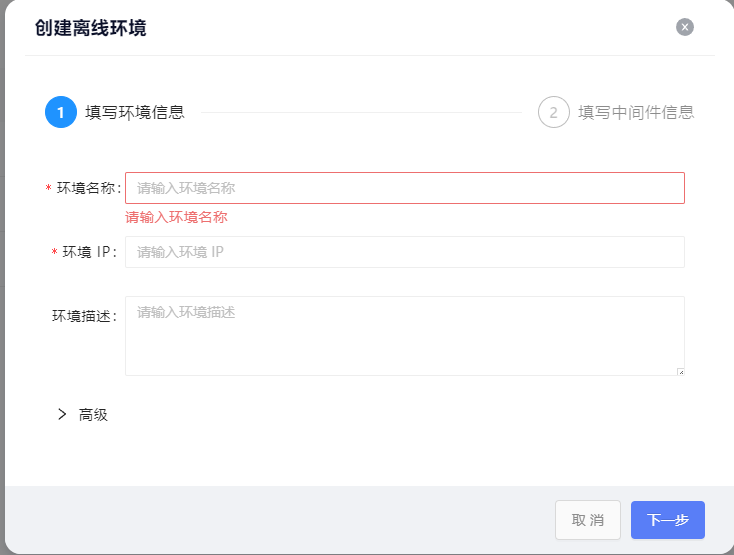 创建离线环境
1 填写环境信息
2 填写中间件信息
* 环境名称: 请输入环境名称
请输入环境名称
* 环境 IP: 请输入环境 IP
环境描述: 请输入环境描述
高级
取 消
下一步